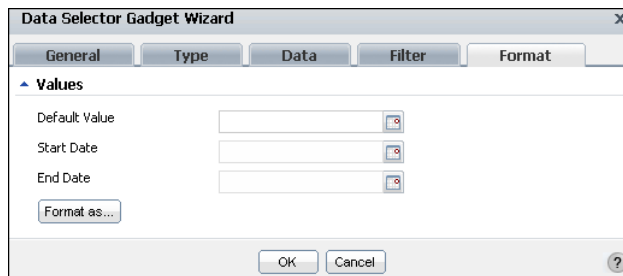 Data Selector Gadget Wizard x
General Type Data Filter Format
Values
Default Value
Start Date
End Date
Format as...
OK Cancel ?